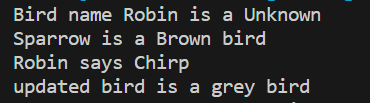 Bird name Robin is a Unknown
Sparrow is a Brown bird
Robin says Chirp
updated bird is a grey bird